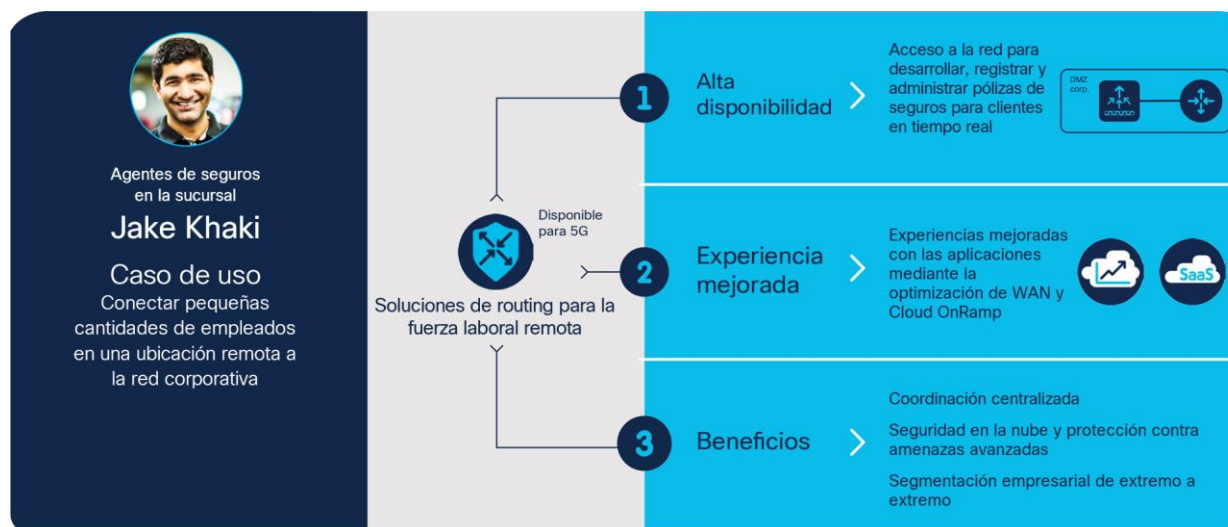 Agentes de seguros
en la sucursal
Jake Khaki
Caso de uso
Conectar pequeñas
cantidades de empleados
en una ubicación remota a
la red corporativa
Disponible
para 5G
Soluciones de routing para la
fuerza laboral remota
1
Alta
disponibilidad
Acceso a la red para
desarrollar, registrar y
administrar pólizas de
seguros para clientes
en tiempo real
DMZ
corp.
2
Experiencia
mejorada
Experiencias mejoradas
con las aplicaciones
mediante la
optimización de WAN y
Cloud OnRamp
SaaS
3
Beneficios
Coordinación centralizada
Seguridad en la nube y protección contra
amenazas avanzadas
Segmentación empresarial de extremo a
extremo